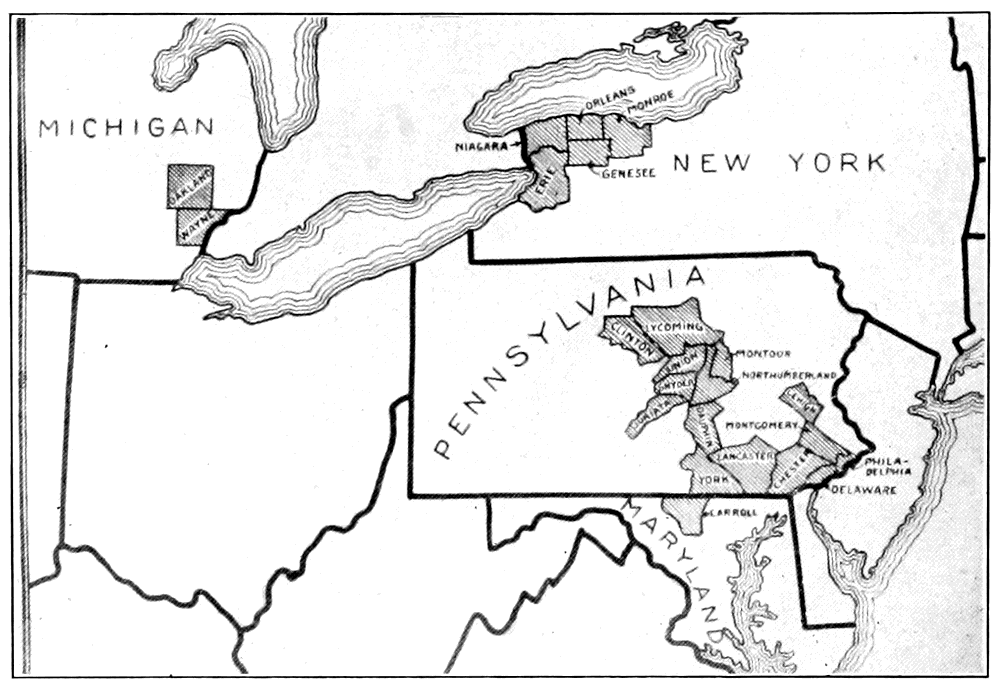 ORLEANS
MONROE
MICHIGAN
NIAGARA
NEW YORK
GENESEE
ERIE
OAKLAND
WAYNE
PENNSYLVANIA
CLINTON
LYCOMING
UNION
MONTOUR
SNYDER
NORTHUMBERLAND
JUNIATA
LEHIGH
DAUPHIN
MONTGOMERY
LANCASTER
CHESTER
PHILA-
DELPHIA
YORK
DELAWARE
CARROLL
MARYLAND